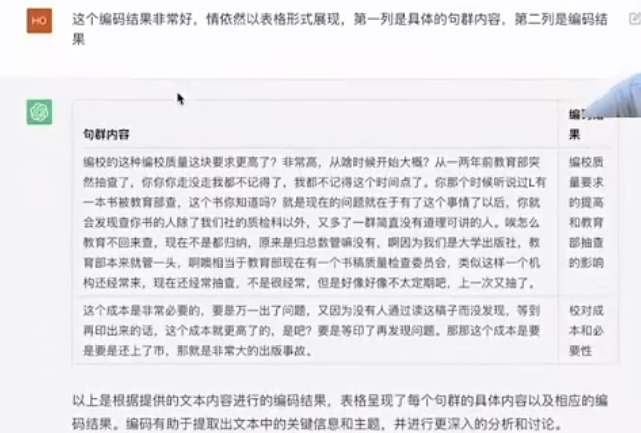 HO
这个编码结果非常好，情依然以表格形式展现，第一列是具体的句群内容，第二列是编码结
果
句群内容
编码结
果
编校的这种编校质量这块要求更高了？非常高，从啥时候开始大概？从一两年前教育部突
然抽查了，你你你走没走我都不记得了，我都不记得这个时间点了。你那个时候听说过L有
一本书被教育部查，这个书你知道吗？就是现在的问题就在于有了这个事情了以后，你就
会发现查你书的人除了我们社的质检科以外，又多了一群简直没有道理可讲的人。唉怎么
教育不回来查，现在不是都归纳，原来是归总数管嘛没有，啊因为我们是大学出版社，教
育部本来就管一头，啊噢相当于教育部现在有一个书稿质量检查委员会，类似这样一个机
构还经常来，现在还经常抽查，不是很经常，但是好像好像不太定期吧，上一次又抽了。
编校质
量要求
的提高
和教育
部抽查
的影响
这个成本是非常必要的，要是万一出了问题，又因为没有人通过读这稿子而没发现，等到
再印出来的话，这个成本就更高了的，是吧？要是等印了再发现问题。那那这个成本是要
是要是还上了市，那就是非常大的出版事故。
校对成
本和必
要性
以上是根据提供的文本内容进行的编码结果，表格呈现了每个句群的具体内容以及相应的编
码结果。编码有助于提取出文本中的关键信息和主题，并进行更深入的分析和讨论。